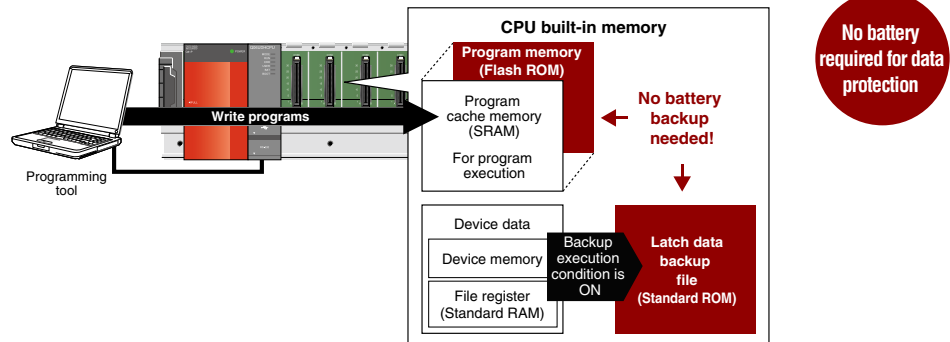 CPU built-in memory
No battery
required for data
protection
Program memory
(Flash ROM)
Program
cache memory
(SRAM)
For program
execution
No battery
backup
needed!
Write programs
Programming
tool
Device data
Device memory
File register
(Standard RAM)
Backup
execution
condition is
ON
Latch data
backup
file
(Standard ROM)